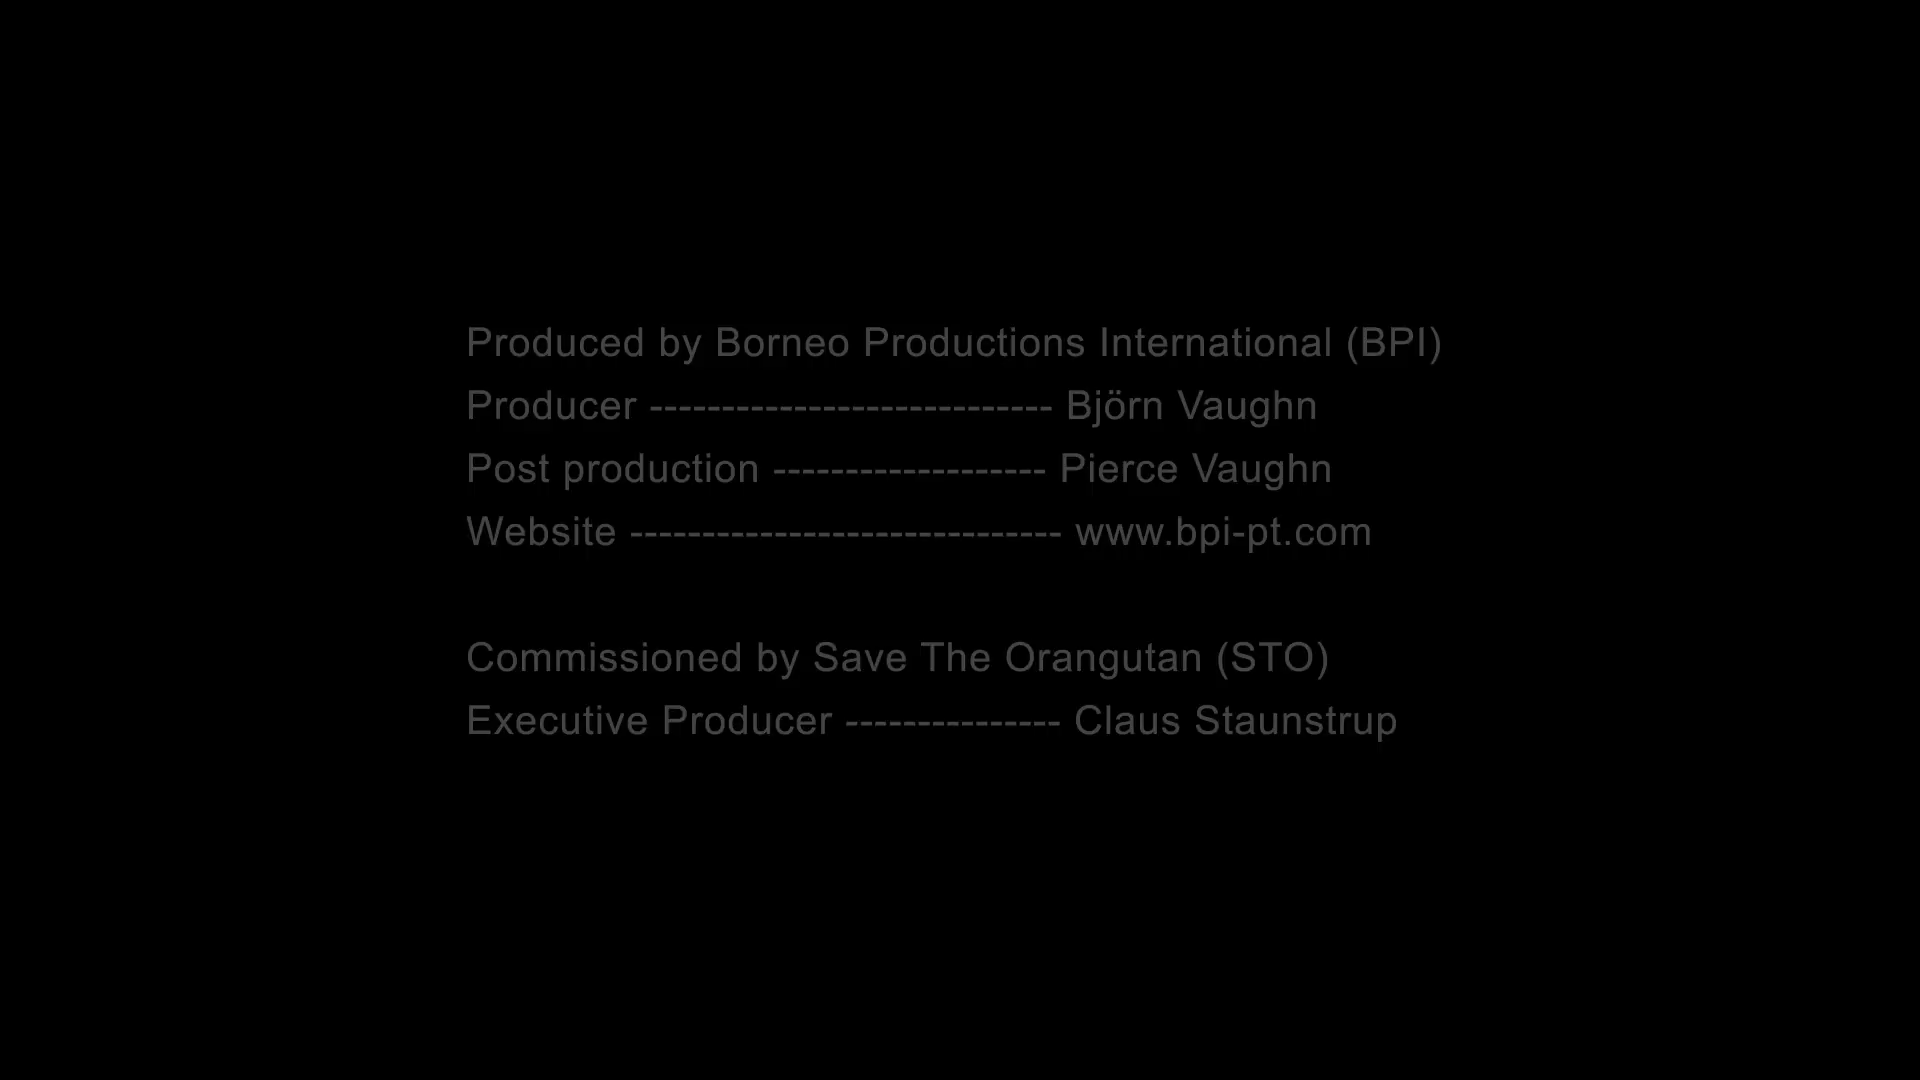 Produced by Borneo Productions International (BPI)
Producer ---------------------------- Björn Vaughn
Post production ------------------- Pierce Vaughn
Website ------------------------------ www.bpi-pt.com
Commissioned by Save The Orangutan (STO)
Executive Producer --------------- Claus Staunstrup